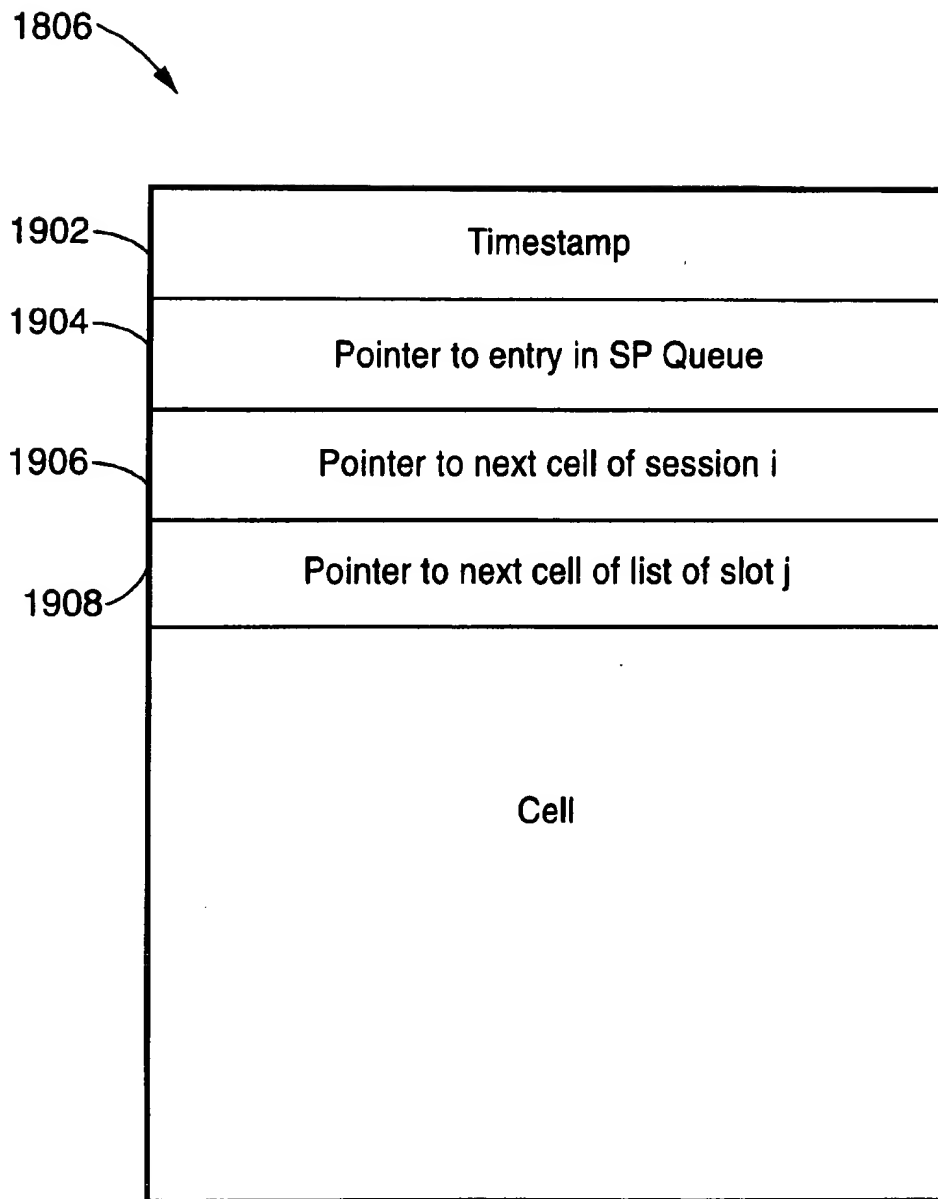 1806
1902
Timestamp
1904
Pointer to entry in SP Queue
1906
Pointer to next cell of session i
1908
Pointer to next cell of list of slot j
Cell